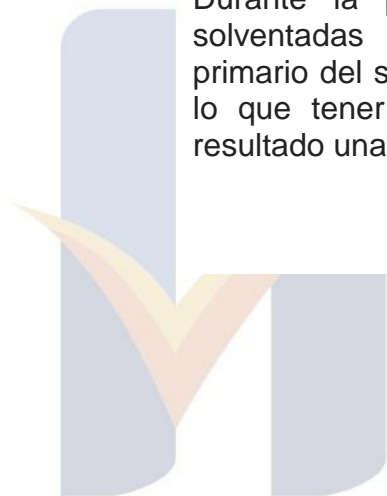 Durante la
solventadas
primario del s
lo que tener
resultado una